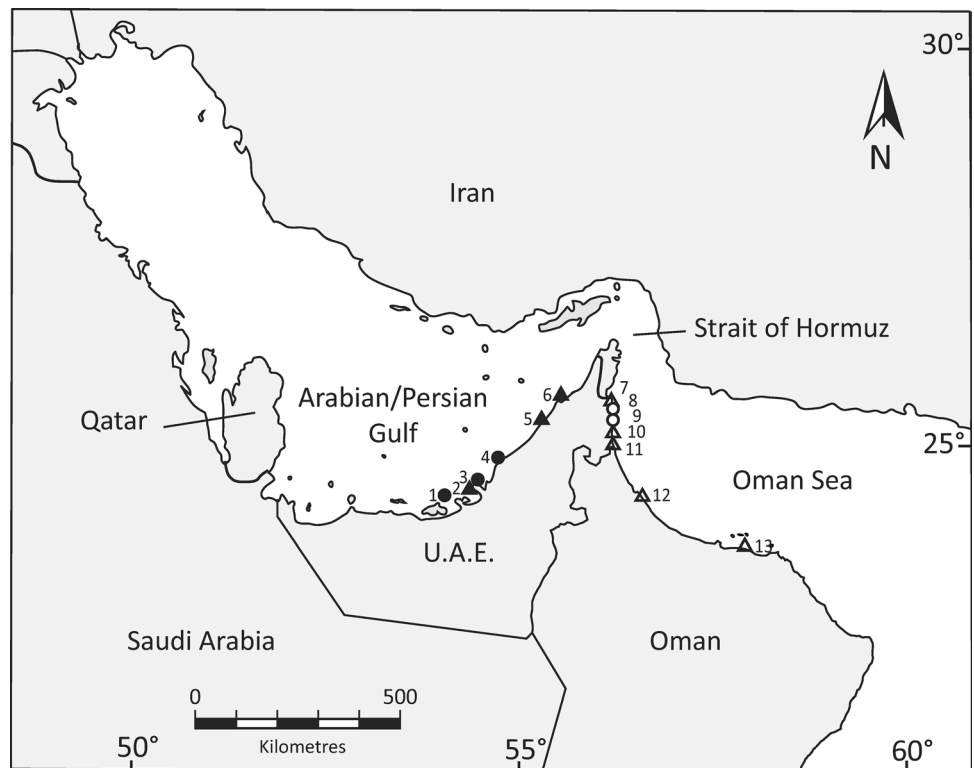 30°
N
Iran
Strait of Hormuz
Arabian/Persian
Gulf
Qatar
6
7
8
5
9
10
25°
11
4
3
2
1
12
Oman Sea
13
U.A.E.
Saudi Arabia
Oman
0 500
Kilometres
50° 55° 60°